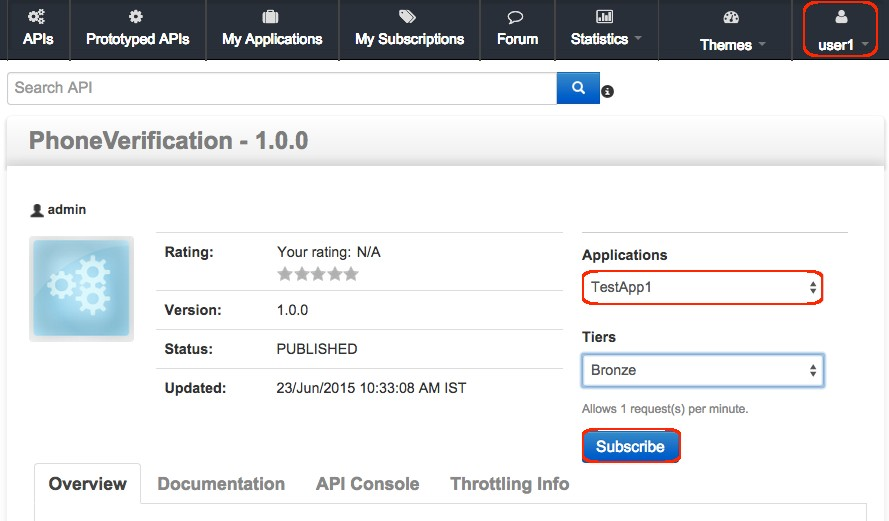 APIs Prototyped APIs My Applications My Subscriptions Forum Statistics Themes user1
Search API
PhoneVerification - 1.0.0
admin
Rating: Your rating: N/A
Version: 1.0.0
Status: PUBLISHED
Updated: 23/Jun/2015 10:33:08 AM IST
Applications
TestApp1
Tiers
Bronze
Allows 1 request(s) per minute.
Subscribe
Overview Documentation API Console Throttling Info